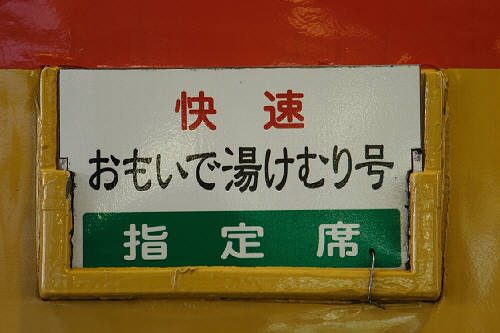 快速
おもいで湯けむり号
指定席